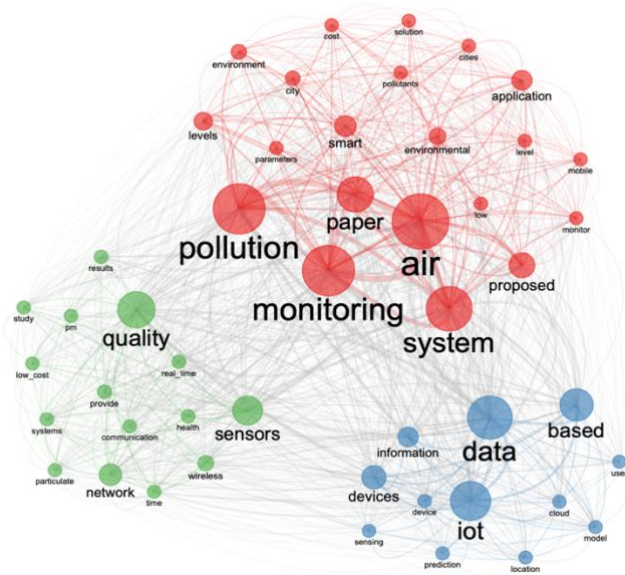 cost
solution
cities
environment
city
pollutants
application
levels
smart
environmental
level
parameters
mobile
low
paper
pollution
air
monitor
monitoring
proposed
system
results
study
pm
quality
real_time
low_cost
provide
systems
communication
health
sensors
particulate
network
time
wireless
data
based
information
devices
device
iot
cloud
user
sensing
model
prediction
location